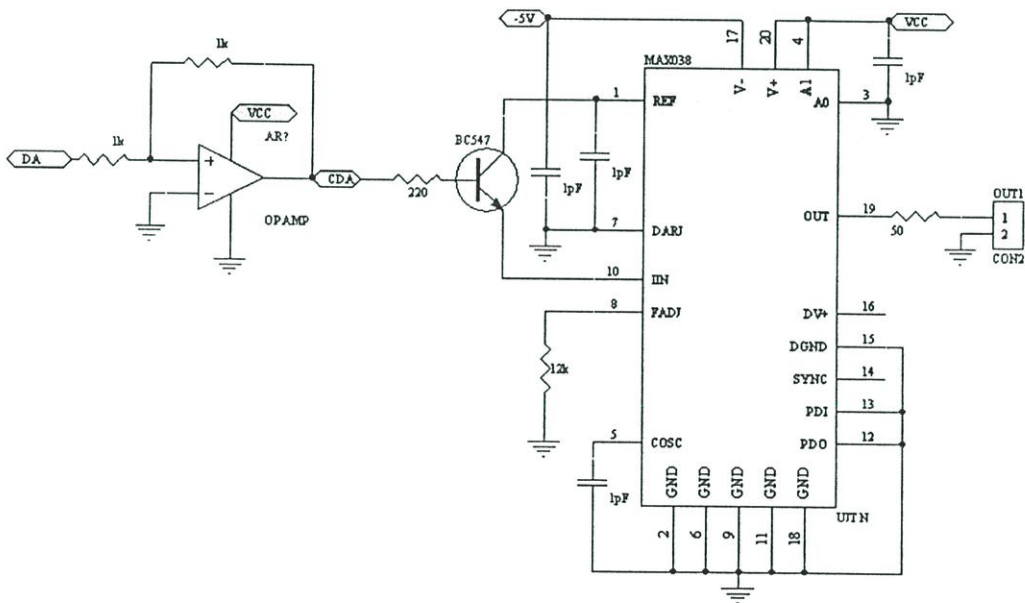 1k
1k
DA
VCC
AR?
+
-
OPAMP
CDA
220
BC547
-5V
1pF
1pF
MAX038
17
V-
20
V+
4
A1
VCC
1pF
1
REF
A0
3
7
DARJ
10
IIN
8
FADJ
12k
5
COSC
1pF
OUT
19
50
OUT1
1
2
CON2
DV+
16
DGND
15
SYNC
14
PDI
13
PDO
12
GND
GND
GND
GND
GND
2
6
9
11
18